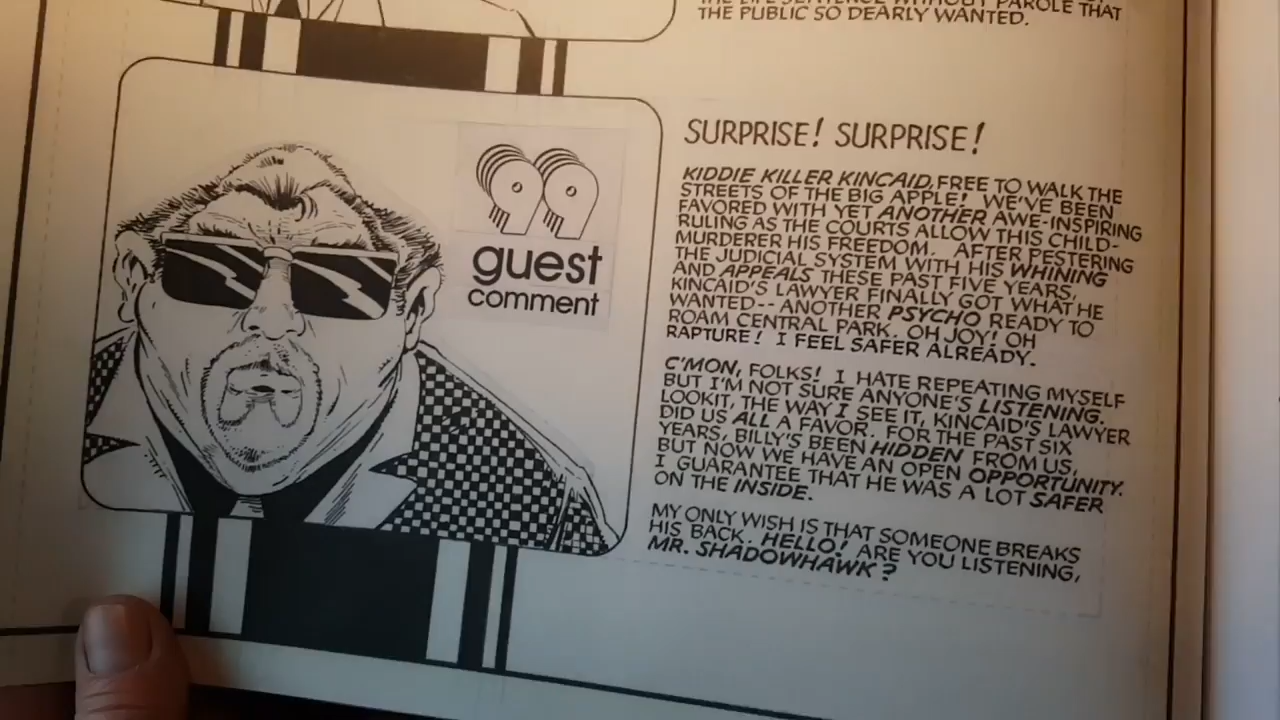 THE LIFE SENTENCE WITHOUT PAROLE THAT
THE PUBLIC SO DEARLY WANTED.
99
guest
comment
SURPRISE! SURPRISE!
KIDDIE KILLER KINCAID, FREE TO WALK THE
STREETS OF THE BIG APPLE! WE'VE BEEN
FAVORED WITH YET ANOTHER AWE-INSPIRING
RULING AS THE COURTS ALLOW THIS CHILD-
MURDERER HIS FREEDOM. AFTER PESTERING
THE JUDICIAL SYSTEM WITH HIS WHINING
AND APPEALS THESE PAST FIVE YEARS,
KINCAID'S LAWYER FINALLY GOT WHAT HE
WANTED-- ANOTHER PSYCHO READY TO
ROAM CENTRAL PARK. OH JOY! OH
RAPTURE! I FEEL SAFER ALREADY.
C'MON, FOLKS! I HATE REPEATING MYSELF
BUT I'M NOT SURE ANYONE'S LISTENING.
LOOKIT, THE WAY I SEE IT, KINCAID'S LAWYER
DID US ALL A FAVOR. FOR THE PAST SIX
YEARS, BILLY'S BEEN HIDDEN FROM US,
BUT NOW WE HAVE AN OPEN OPPORTUNITY.
I GUARANTEE THAT HE WAS A LOT SAFER
ON THE INSIDE.
MY ONLY WISH IS THAT SOMEONE BREAKS
HIS BACK. HELLO! ARE YOU LISTENING,
MR. SHADOWHAWK?